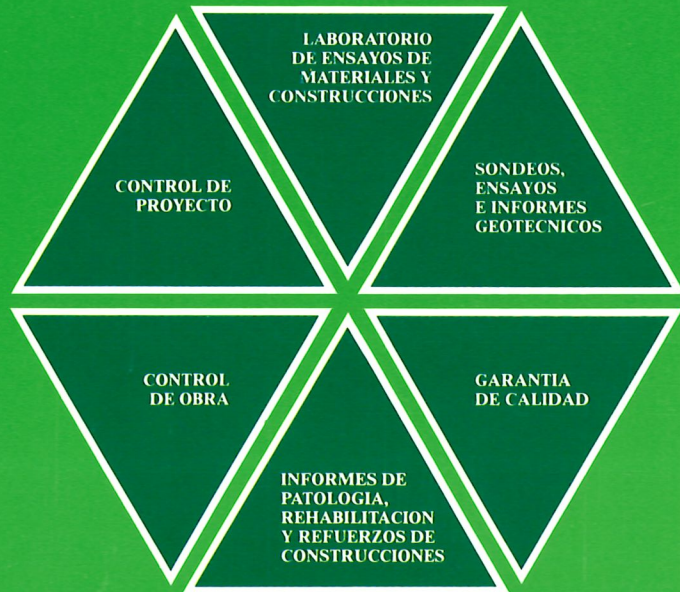 LABORATORIO
DE ENSAYOS DE
MATERIALES Y
CONSTRUCCIONES
CONTROL DE
PROYECTO
SONDEOS,
ENSAYOS
E INFORMES
GEOTECNICOS
CONTROL
DE OBRA
GARANTIA
DE CALIDAD
INFORMES DE
PATOLOGIA,
REHABILITACION
Y REFUERZOS DE
CONSTRUCCIONES